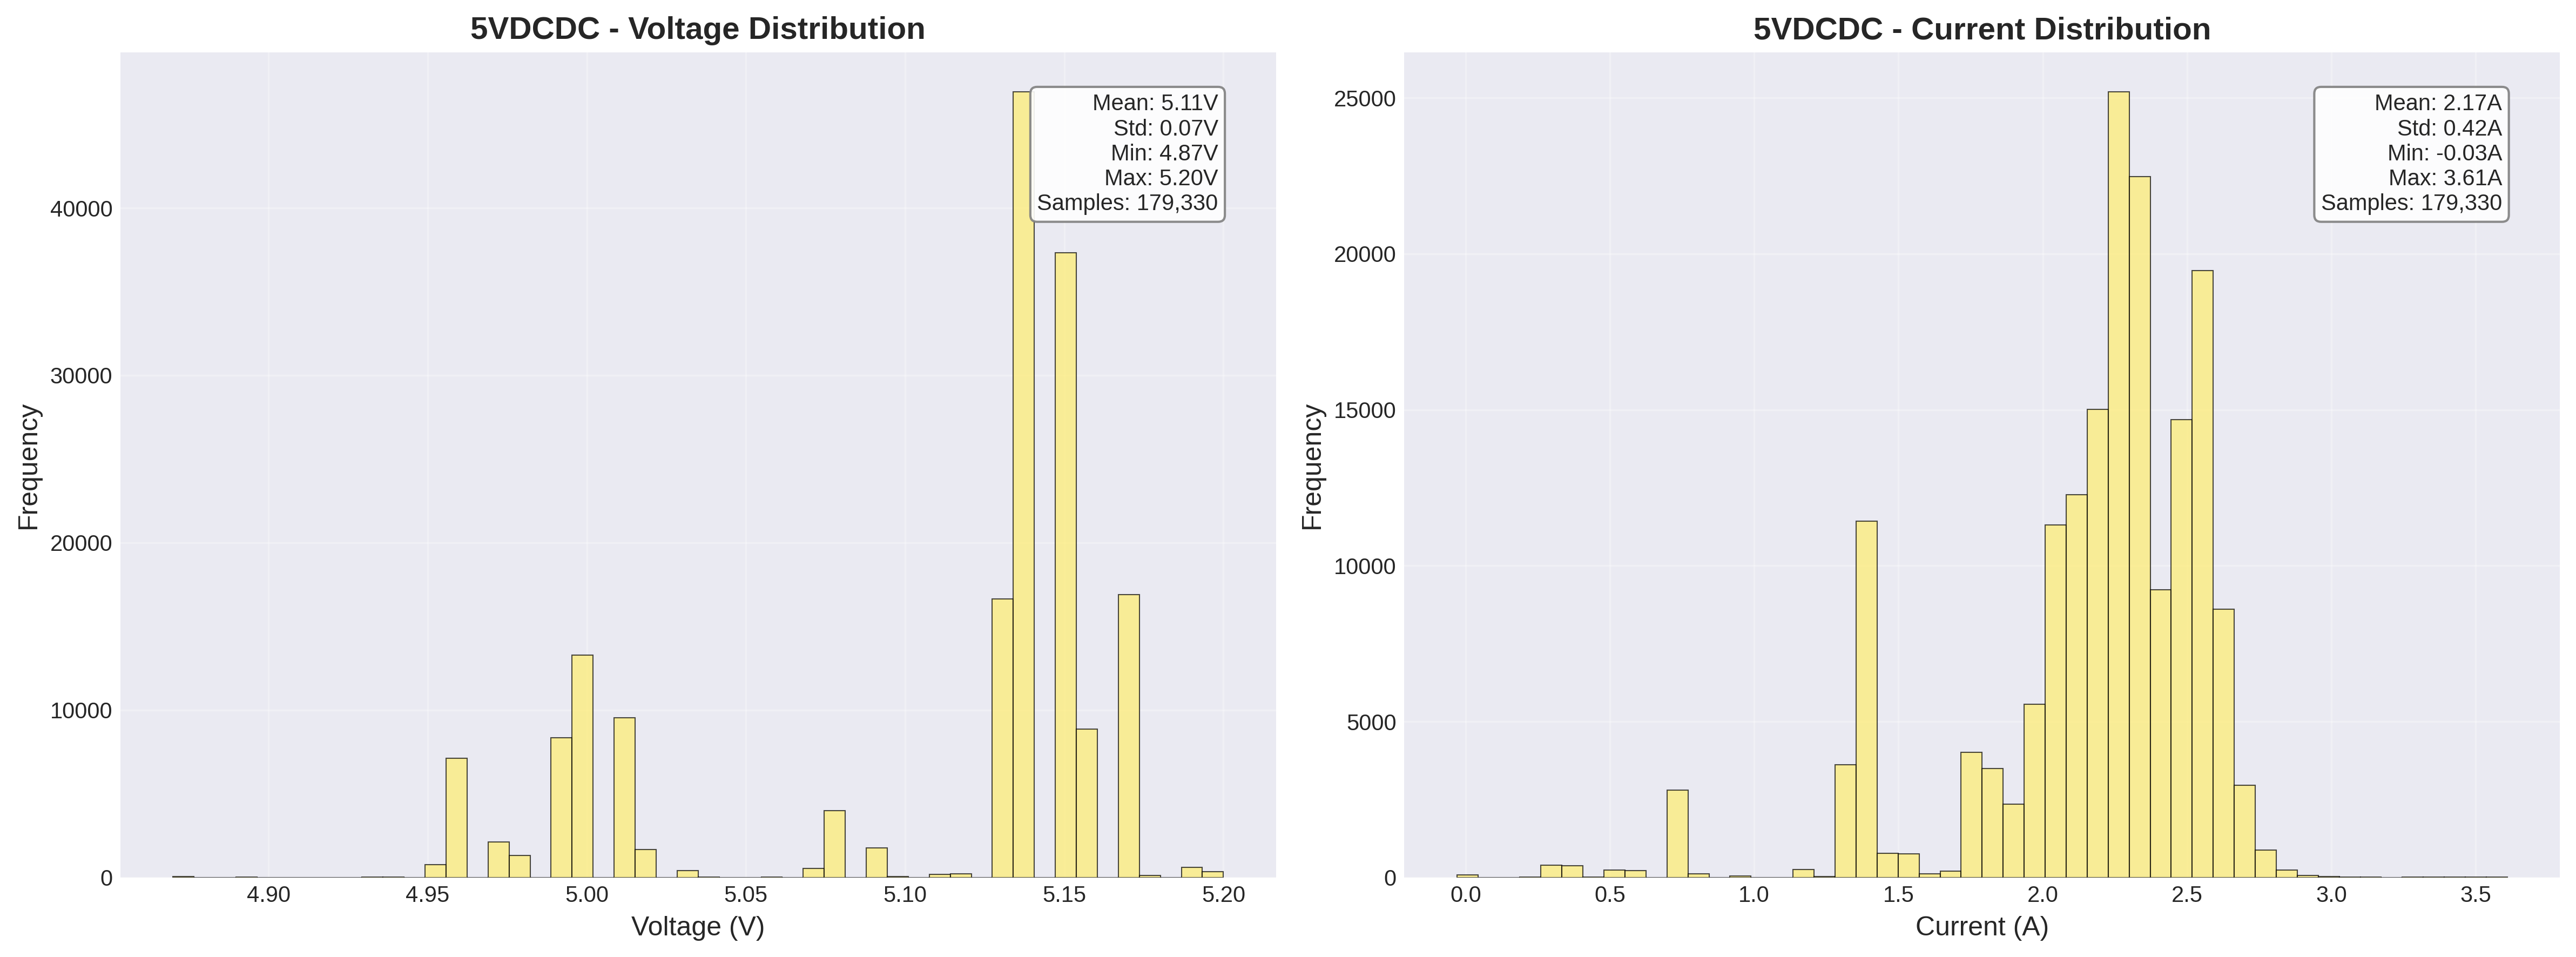 5VDCDC - Voltage Distribution
Mean: 5.11V
Std: 0.07V
Min: 4.87V
Max: 5.20V
Samples: 179,330
Frequency
40000
30000
20000
10000
0
4.90 4.95 5.00 5.05 5.10 5.15 5.20
Voltage (V)
5VDCDC - Current Distribution
Mean: 2.17A
Std: 0.42A
Min: -0.03A
Max: 3.61A
Samples: 179,330
Frequency
25000
20000
15000
10000
5000
0
0.0 0.5 1.0 1.5 2.0 2.5 3.0 3.5
Current (A)